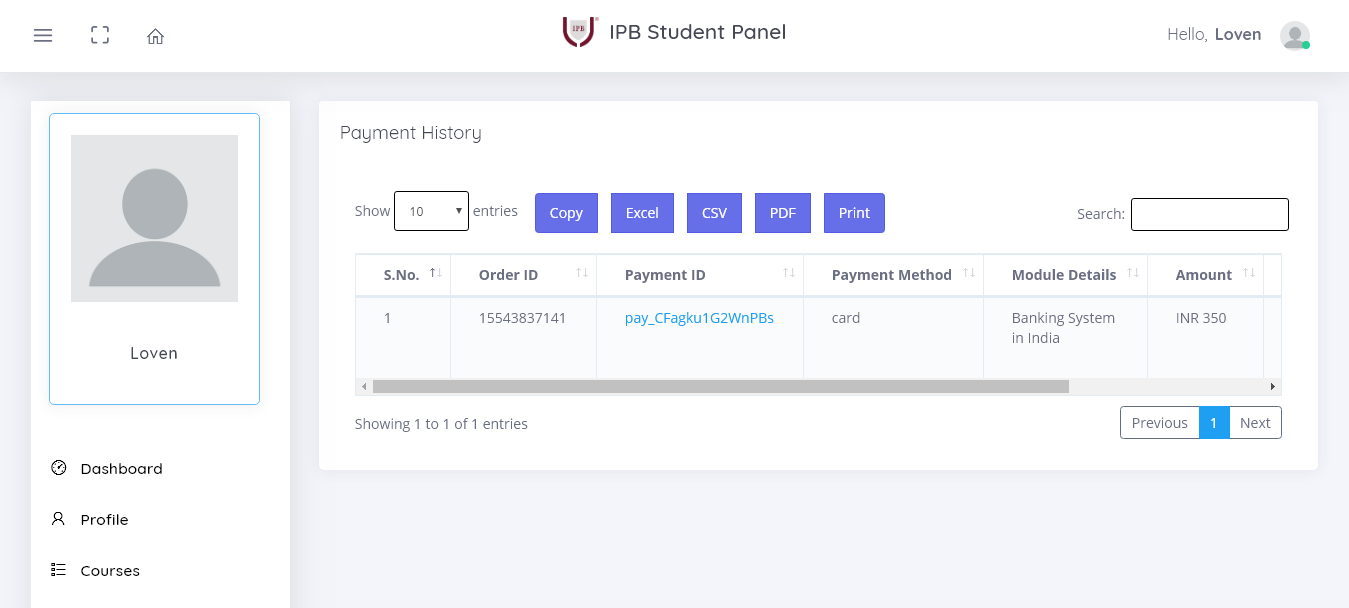 IPB
IPB Student Panel
Hello, Loven
Loven
Dashboard
Profile
Courses
Payment History
Show 10 entries
Copy
Excel
CSV
PDF
Print
Search:
S.No. Order ID Payment ID Payment Method Module Details Amount
1 15543837141 pay_CFagku1G2WnPBs card Banking System INR 350
in India
Showing 1 to 1 of 1 entries
Previous 1 Next